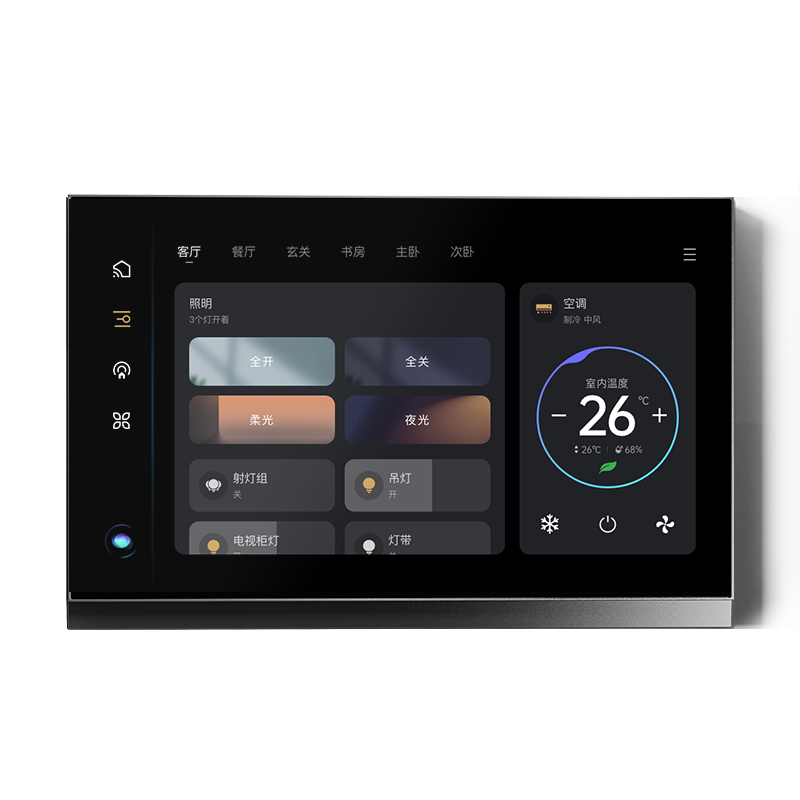 客厅 餐厅 玄关 书房 主卧 次卧
照明
3个灯开着
全开 全关
柔光 夜光
射灯组
关
吊灯
开
电视柜灯
灯带
空调
制冷 中风
室内温度
26℃
26℃ 68%